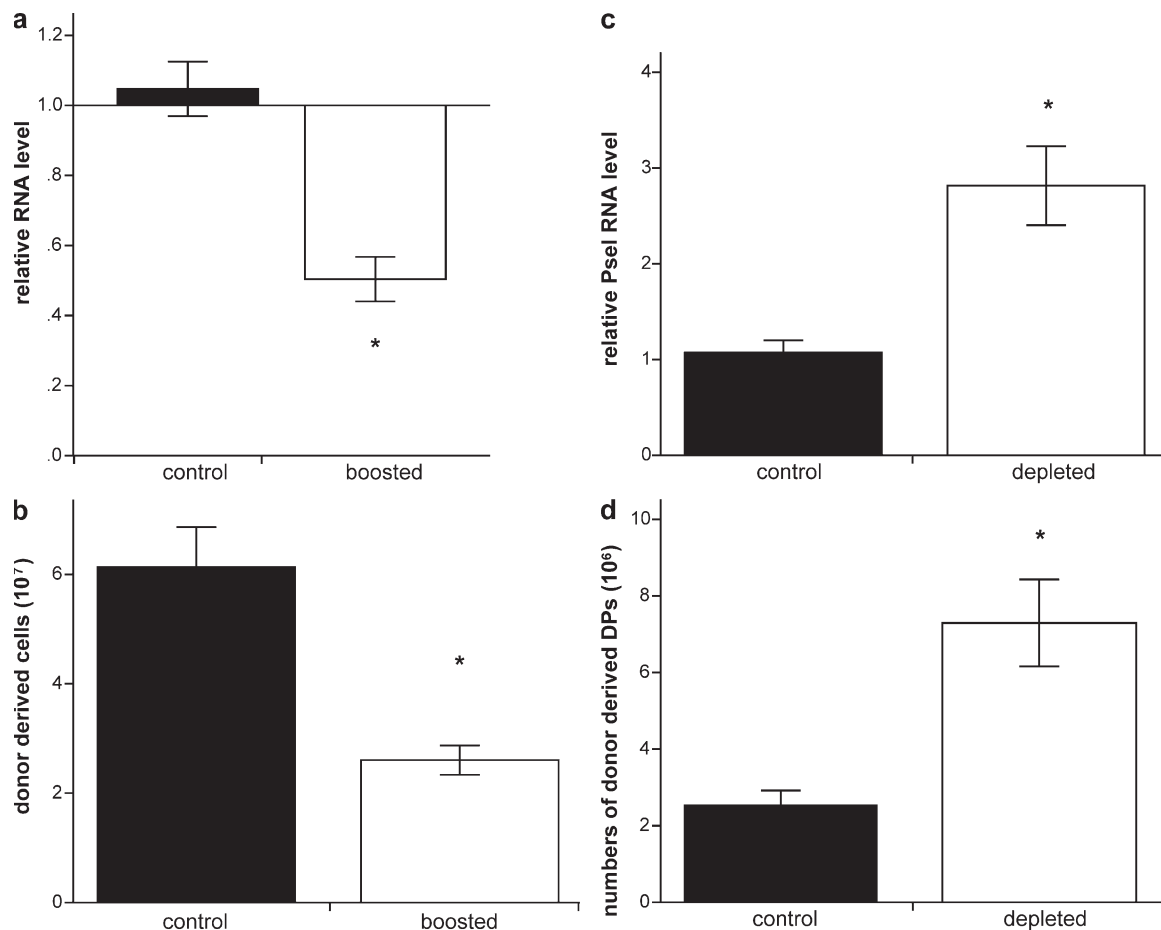 a
relative RNA level
1.2
1.0
.8
.6
.4
.2
.0
*
control
boosted
b
donor derived cells (10⁷)
6
4
2
0
*
control
boosted
c
relative Psel RNA level
4
3
2
1
0
*
control
depleted
d
numbers of donor derived DPs (10⁶)
10
8
6
4
2
0
*
control
depleted